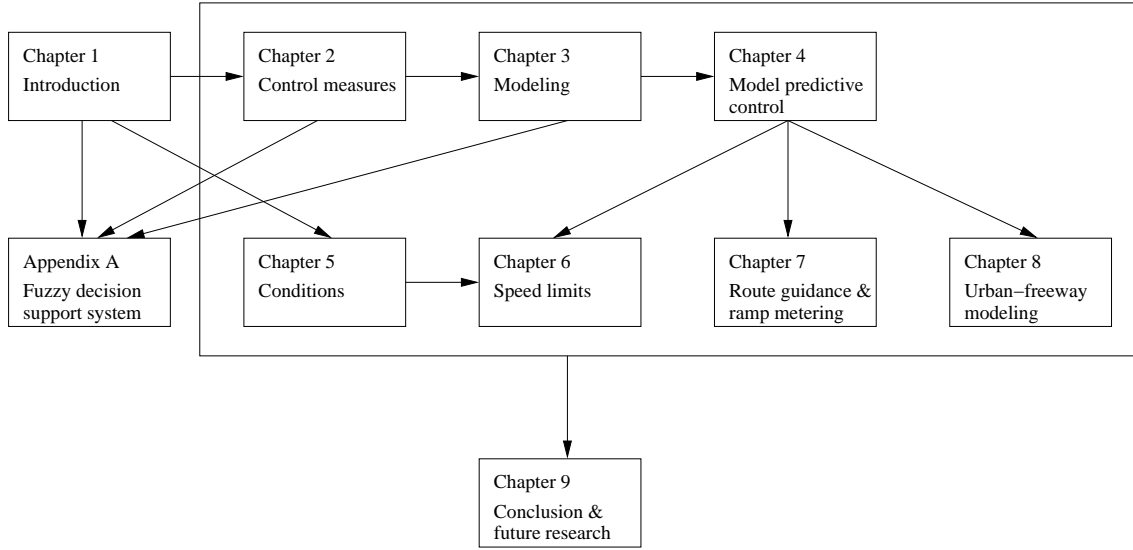 Chapter 1
Introduction
Chapter 2
Control measures
Chapter 3
Modeling
Chapter 4
Model predictive
control
Appendix A
Fuzzy decision
support system
Chapter 5
Conditions
Chapter 6
Speed limits
Chapter 7
Route guidance &
ramp metering
Chapter 8
Urban−freeway
modeling
Chapter 9
Conclusion &
future research